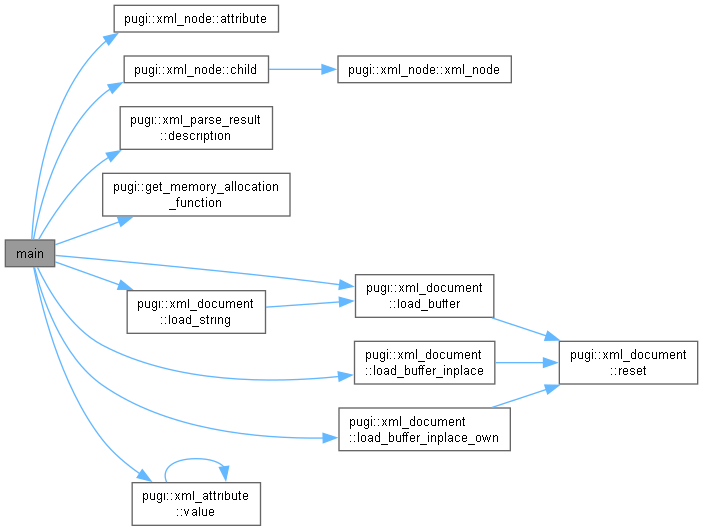 pugi::xml_node::attribute
pugi::xml_node::child
pugi::xml_node::xml_node
pugi::xml_parse_result
::description
pugi::get_memory_allocation
_function
main
pugi::xml_document
::load_buffer
pugi::xml_document
::load_string
pugi::xml_document
::load_buffer_inplace
pugi::xml_document
::reset
pugi::xml_document
::load_buffer_inplace_own
pugi::xml_attribute
::value